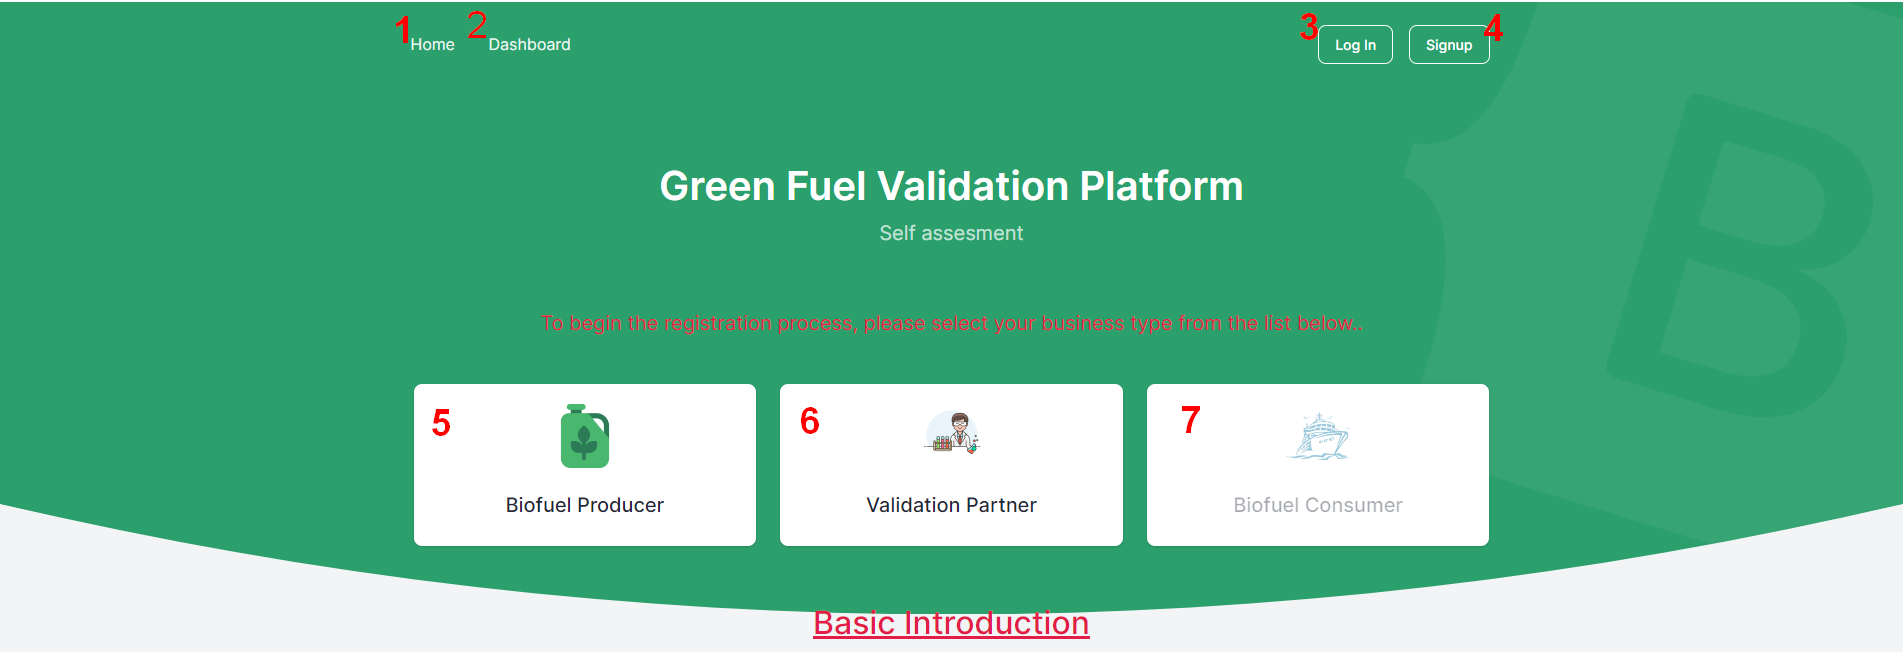 1 Home 2 Dashboard 3 Log In Signup 4
Green Fuel Validation Platform
Self assesment
To begin the registration process, please select your business type from the list below..
5 6 7
Biofuel Producer Validation Partner Biofuel Consumer
Basic Introduction
B